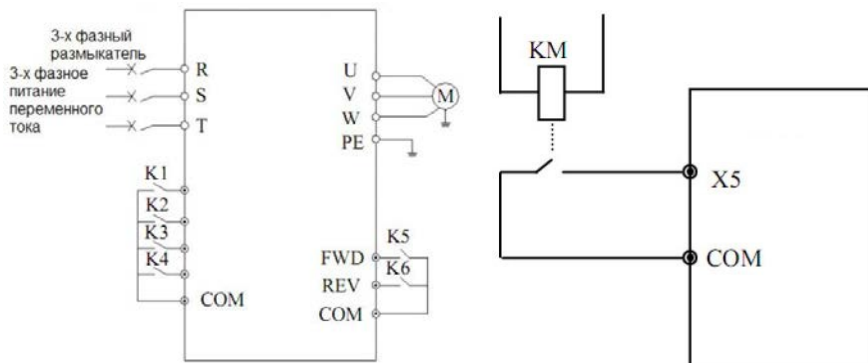 3-х фазный
размыкатель
3-х фазное
питание
переменного
тока
R
S
T
K1
K2
K3
K4
COM
U
V
W
PE
M
K5
FWD
K6
REV
COM
KM
X5
COM